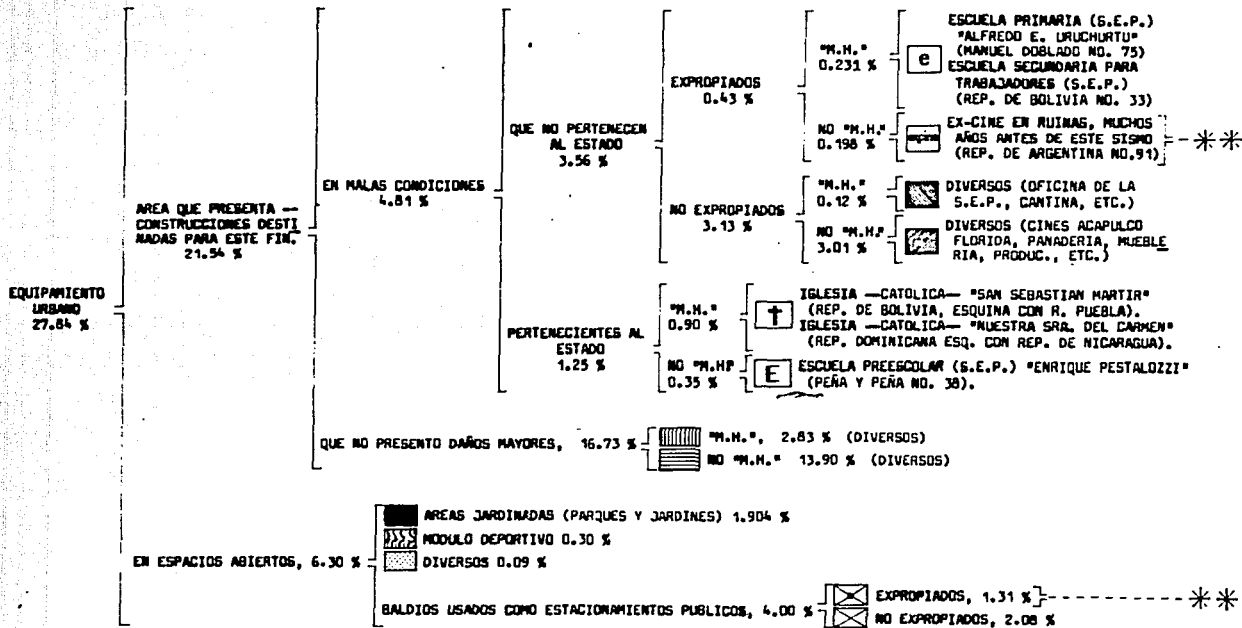 EQUIPAMIENTO
URBANO
27.84 %
AREA QUE PRESENTA —
CONSTRUCCIONES DESTI
NADAS PARA ESTE FIN.
21.54 %
EN MALAS CONDICIONES
4.81 %
QUE NO PERTENECEN
AL ESTADO
3.56 %
EXPROPIADOS
0.43 %
"M.H."
0.231 %
e
ESCUELA PRIMARIA (S.E.P.)
"ALFREDO E. URUCHURTU"
(MANUEL DOBLADO NO. 75)
ESCUELA SECUNDARIA PARA
TRABAJADORES (S.E.P.)
(REP. DE BOLIVIA NO. 33)
NO "M.H."
0.198 %
EX-CINE EN RUINAS, MUCHOS
AÑOS ANTES DE ESTE SISMO
(REP. DE ARGENTINA NO.91)
NO EXPROPIADOS
3.13 %
"M.H."
0.12 %
DIVERSOS (OFICINA DE LA
S.E.P., CANTINA, ETC.)
NO "M.H."
3.01 %
DIVERSOS (CINES ACAPULCO
FLORIDA, PANADERIA, MUEBLE
RIA, PRODUC., ETC.)
PERTENECIENTES AL
ESTADO
1.25 %
"M.H."
0.90 %
IGLESIA —CATOLICA— "SAN SEBASTIAN MARTIR"
(REP. DE BOLIVIA, ESQUINA CON R. PUEBLA).
IGLESIA —CATOLICA— "NUESTRA SRA. DEL CARMEN"
(REP. DOMINICANA ESQ. CON REP. DE NICARAGUA).
NO "M.H"
0.35 %
E
ESCUELA PREESCOLAR (S.E.P.) "ENRIQUE PESTALOZZI"
(PEÑA Y PEÑA NO. 38).
QUE NO PRESENTO DAÑOS MAYORES, 16.73 %
"M.H.", 2.83 % (DIVERSOS)
NO "M.H." 13.90 % (DIVERSOS)
EN ESPACIOS ABIERTOS, 6.30 %
AREAS JARDINADAS (PARQUES Y JARDINES) 1.904 %
MODULO DEPORTIVO 0.30 %
DIVERSOS 0.09 %
BALDIOS USADOS COMO ESTACIONAMIENTOS PUBLICOS, 4.00 %
EXPROPIADOS, 1.31 %
NO EXPROPIADOS, 2.08 %